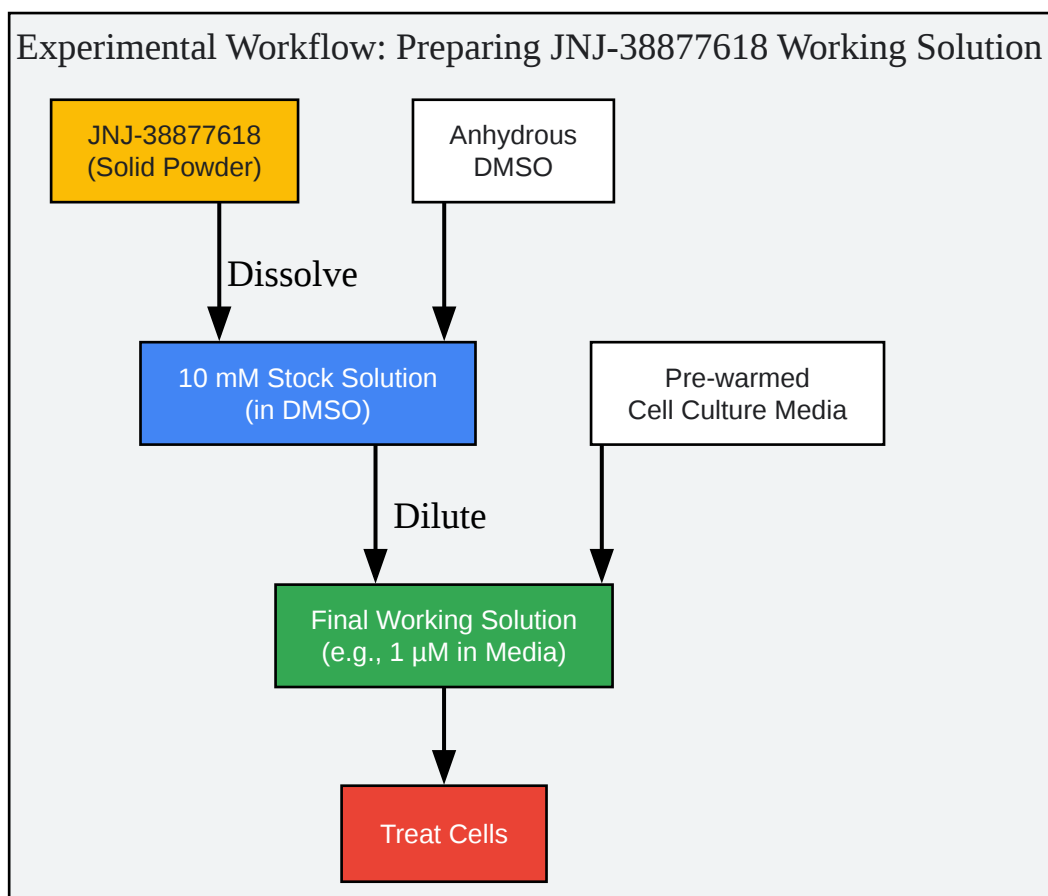 Experimental Workflow: Preparing JNJ-38877618 Working Solution
JNJ-38877618
(Solid Powder)
Anhydrous
DMSO
Dissolve
10 mM Stock Solution
(in DMSO)
Pre-warmed
Cell Culture Media
Dilute
Final Working Solution
(e.g., 1 µM in Media)
Treat Cells